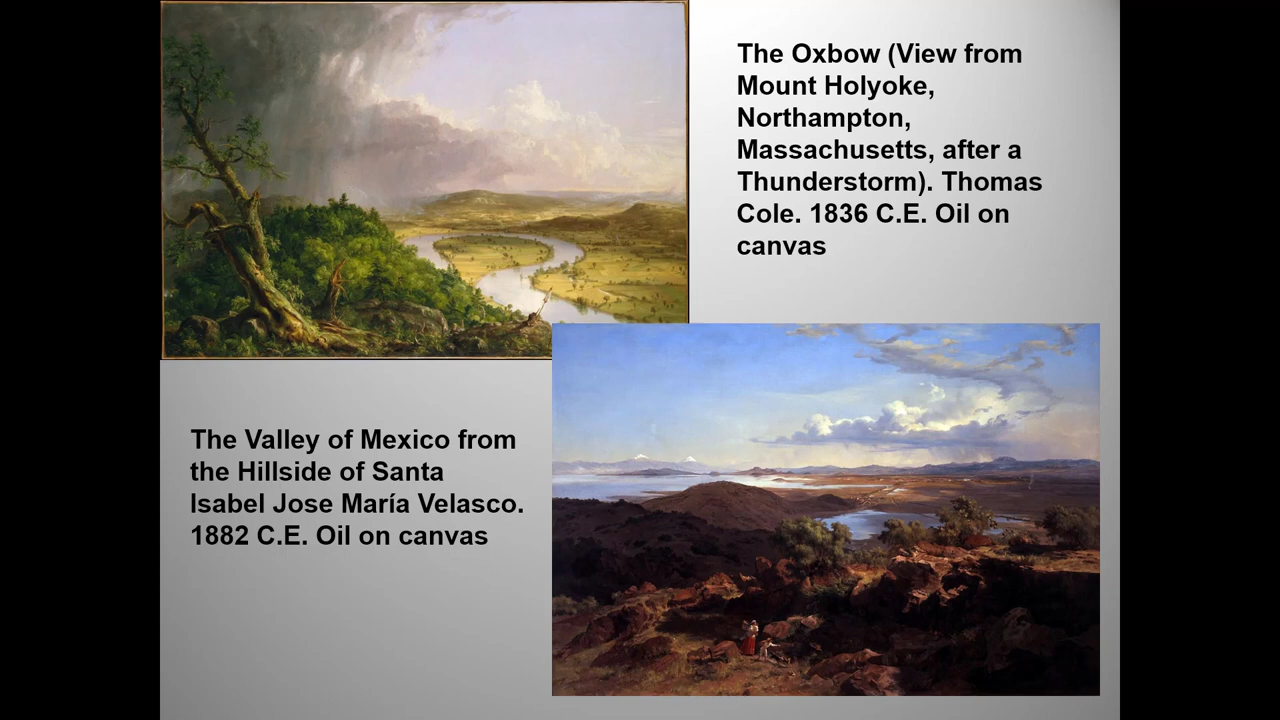 The Oxbow (View from
Mount Holyoke,
Northampton,
Massachusetts, after a
Thunderstorm). Thomas
Cole. 1836 C.E. Oil on
canvas
The Valley of Mexico from
the Hillside of Santa
Isabel Jose María Velasco.
1882 C.E. Oil on canvas